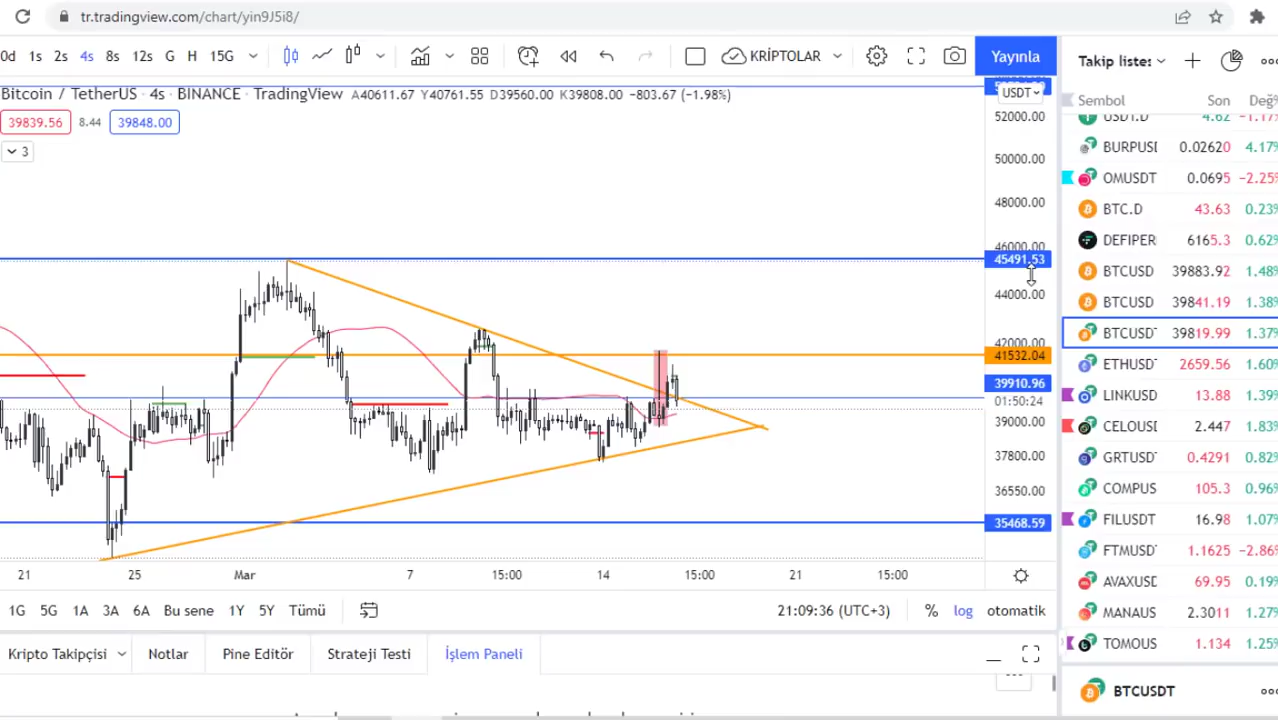 tr.tradingview.com/chart/yin9J5i8/
0d 1s 2s 4s 8s 12s G H 15G KRİPTOLAR Yayınla
Bitcoin / TetherUS · 4s · BINANCE · TradingView A40611.67 Y40761.55 D39560.00 K39808.00 −803.67 (−1.98%)
39839.56 8.44 39848.00
3
USDT
52000.00
50000.00
48000.00
46000.00
45491.53
44000.00
42000.00
41532.04
39910.96
01:50:24
39000.00
37800.00
36550.00
35468.59
21 25 Mar 7 15:00 14 15:00 21 15:00
1G 5G 1A 3A 6A Bu sene 1Y 5Y Tümü 21:09:36 (UTC+3) % log otomatik
Kripto Takipçisi Notlar Pine Editör Strateji Testi İşlem Paneli
Takip listes
Sembol Son Değ%
USDT.D 4.62 −1.17%
BURPUSI 0.02620 4.17%
OMUSDT 0.0695 −2.25%
BTC.D 43.63 0.23%
DEFIPER 6165.3 0.62%
BTCUSD 39883.92 1.48%
BTCUSD 39841.19 1.38%
BTCUSDT 39819.99 1.37%
ETHUSDT 2659.56 1.60%
LINKUSD 13.88 1.39%
CELOUSI 2.447 1.83%
GRTUSDT 0.4291 0.82%
COMPUS 105.3 0.96%
FILUSDT 16.98 1.07%
FTMUSDT 1.1625 −2.86%
AVAXUSD 69.95 0.19%
MANAUS 2.3011 1.27%
TOMOUS 1.134 1.25%
BTCUSDT